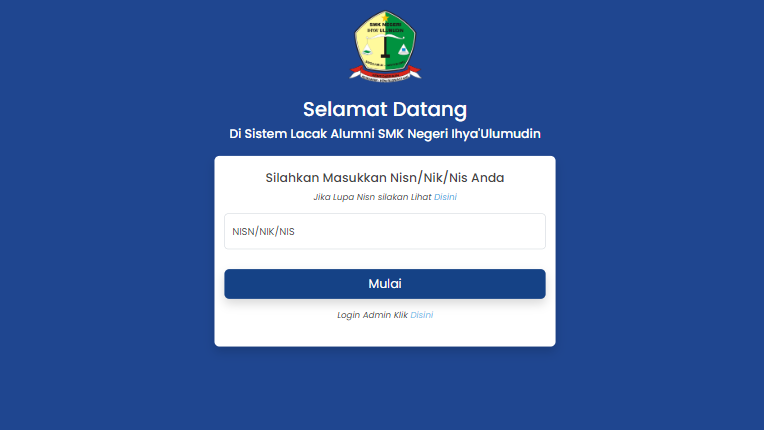 SMK NEGERI
IHYA' ULUMUDIN
Selamat Datang
Di Sistem Lacak Alumni SMK Negeri Ihya'Ulumudin
Silahkan Masukkan Nisn/Nik/Nis Anda
Jika Lupa Nisn silakan Lihat Disini
NISN/NIK/NIS
Mulai
Login Admin Klik Disini